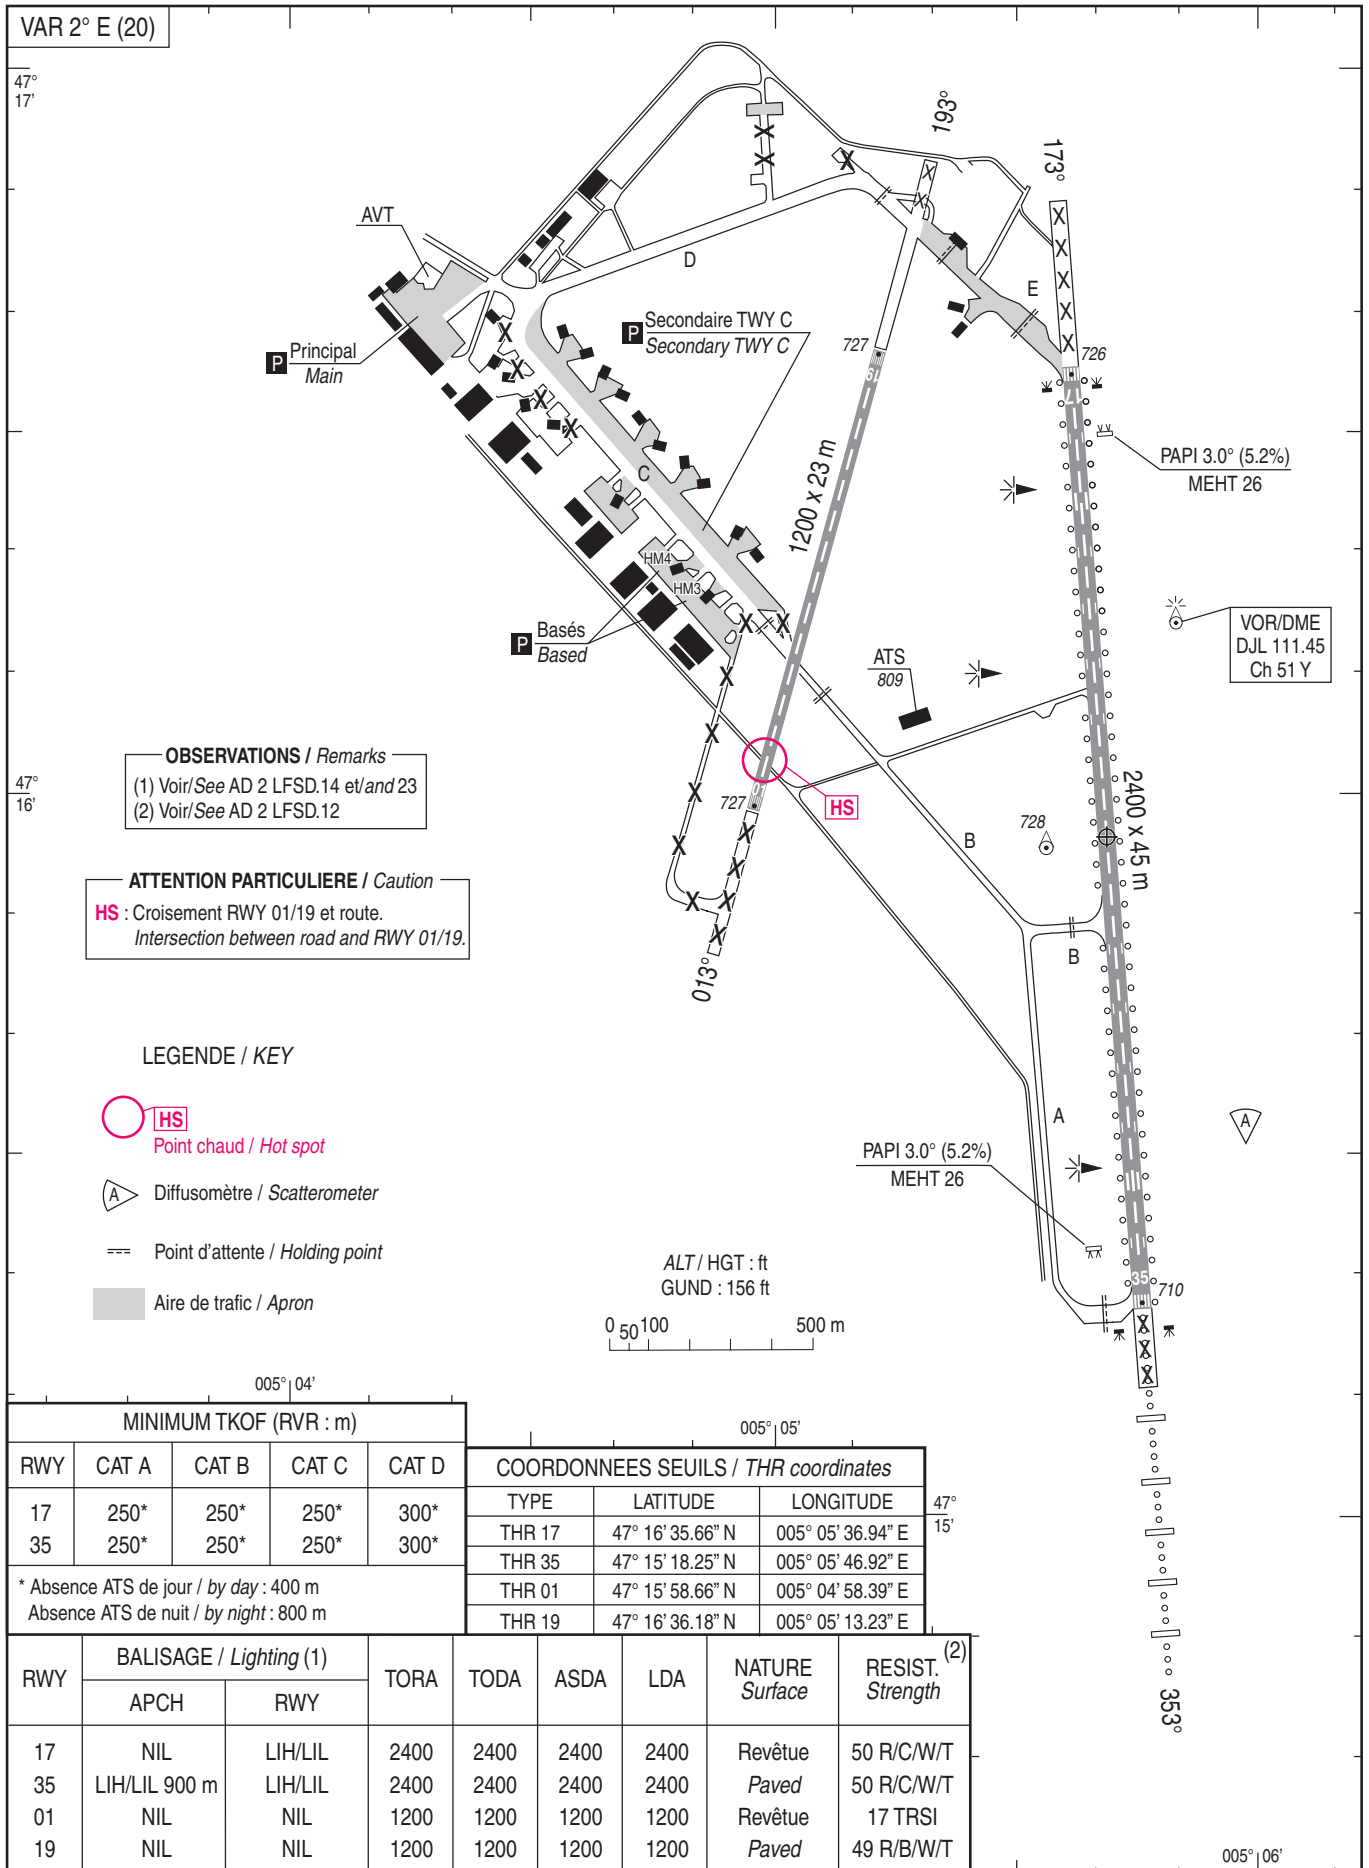 VAR 2° E (20)
47°
17'
193°
173°
AVT
D
E
P Secondaire TWY C
Secondary TWY C
727
19
726
17
P Principal
Main
PAPI 3.0° (5.2%)
MEHT 26
C
1200 x 23 m
HM4
HM3
P Basés
Based
VOR/DME
DJL 111.45
Ch 51 Y
ATS
809
OBSERVATIONS / Remarks
(1) Voir/See AD 2 LFSD.14 et/and 23
(2) Voir/See AD 2 LFSD.12
47°
16'
727
HS
728
B
2400 x 45 m
ATTENTION PARTICULIERE / Caution
HS : Croisement RWY 01/19 et route.
Intersection between road and RWY 01/19.
B
013°
LEGENDE / KEY
HS
Point chaud / Hot spot
A Diffusomètre / Scatterometer
Point d'attente / Holding point
Aire de trafic / Apron
A
A
PAPI 3.0° (5.2%)
MEHT 26
35
710
ALT / HGT : ft
GUND : 156 ft
0 50 100 500 m
005° 04'
005° 05'
MINIMUM TKOF (RVR : m)
RWY CAT A CAT B CAT C CAT D
17 250* 250* 250* 300*
35 250* 250* 250* 300*
* Absence ATS de jour / by day : 400 m
Absence ATS de nuit / by night : 800 m
COORDONNEES SEUILS / THR coordinates
TYPE LATITUDE LONGITUDE
THR 17 47° 16' 35.66" N 005° 05' 36.94" E
THR 35 47° 15' 18.25" N 005° 05' 46.92" E
THR 01 47° 15' 58.66" N 005° 04' 58.39" E
THR 19 47° 16' 36.18" N 005° 05' 13.23" E
47°
15'
353°
RWY BALISAGE / Lighting (1) TORA TODA ASDA LDA NATURE Surface RESIST. Strength (2)
APCH RWY
17 NIL LIH/LIL 2400 2400 2400 2400 Revêtue 50 R/C/W/T
35 LIH/LIL 900 m LIH/LIL 2400 2400 2400 2400 Paved 50 R/C/W/T
01 NIL NIL 1200 1200 1200 1200 Revêtue 17 TRSI
19 NIL NIL 1200 1200 1200 1200 Paved 49 R/B/W/T
005° 06'